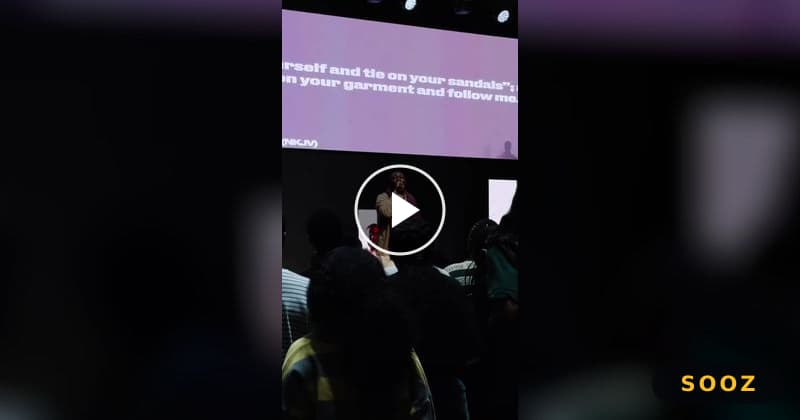 rself and tie on your sandals";
on your garment and follow me.
(NKJV)
SOOZ